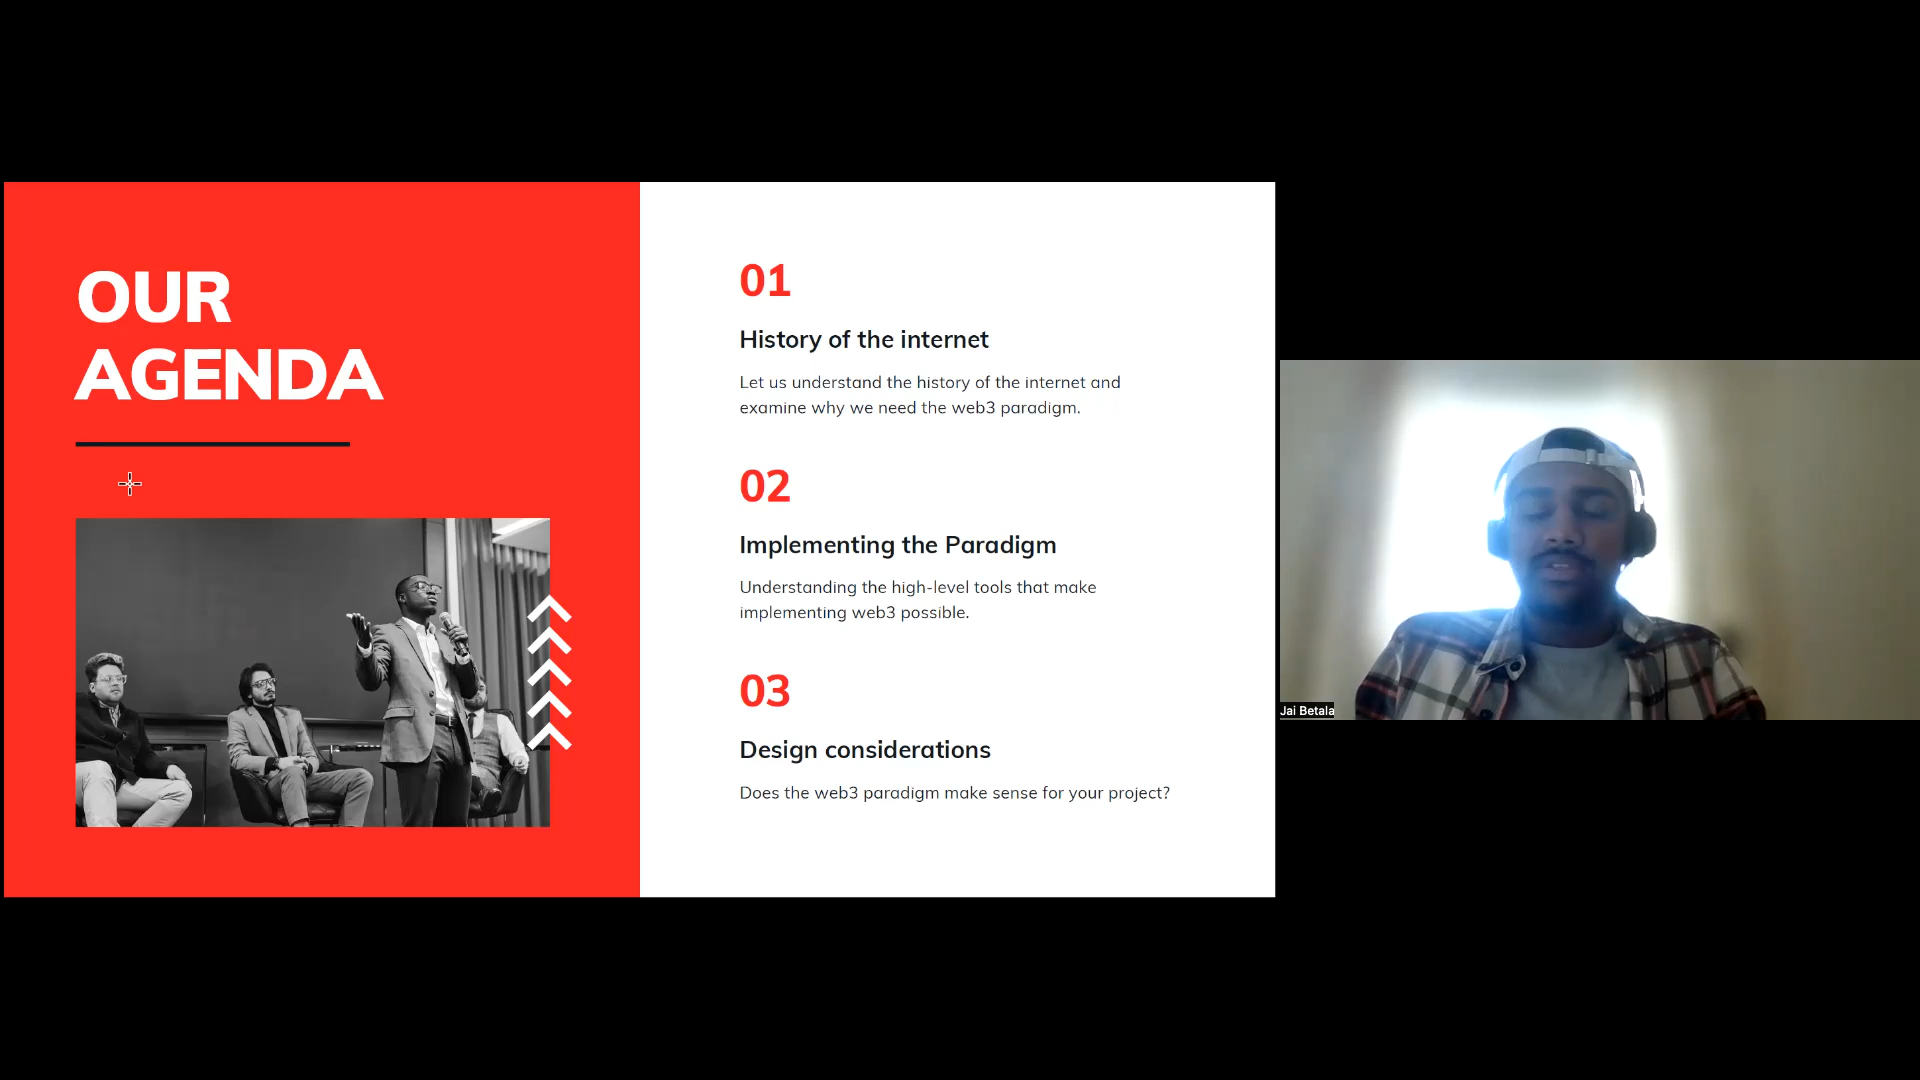 OUR
AGENDA
01
History of the internet
Let us understand the history of the internet and
examine why we need the web3 paradigm.
02
Implementing the Paradigm
Understanding the high-level tools that make
implementing web3 possible.
03
Design considerations
Does the web3 paradigm make sense for your project?
Jai Betala